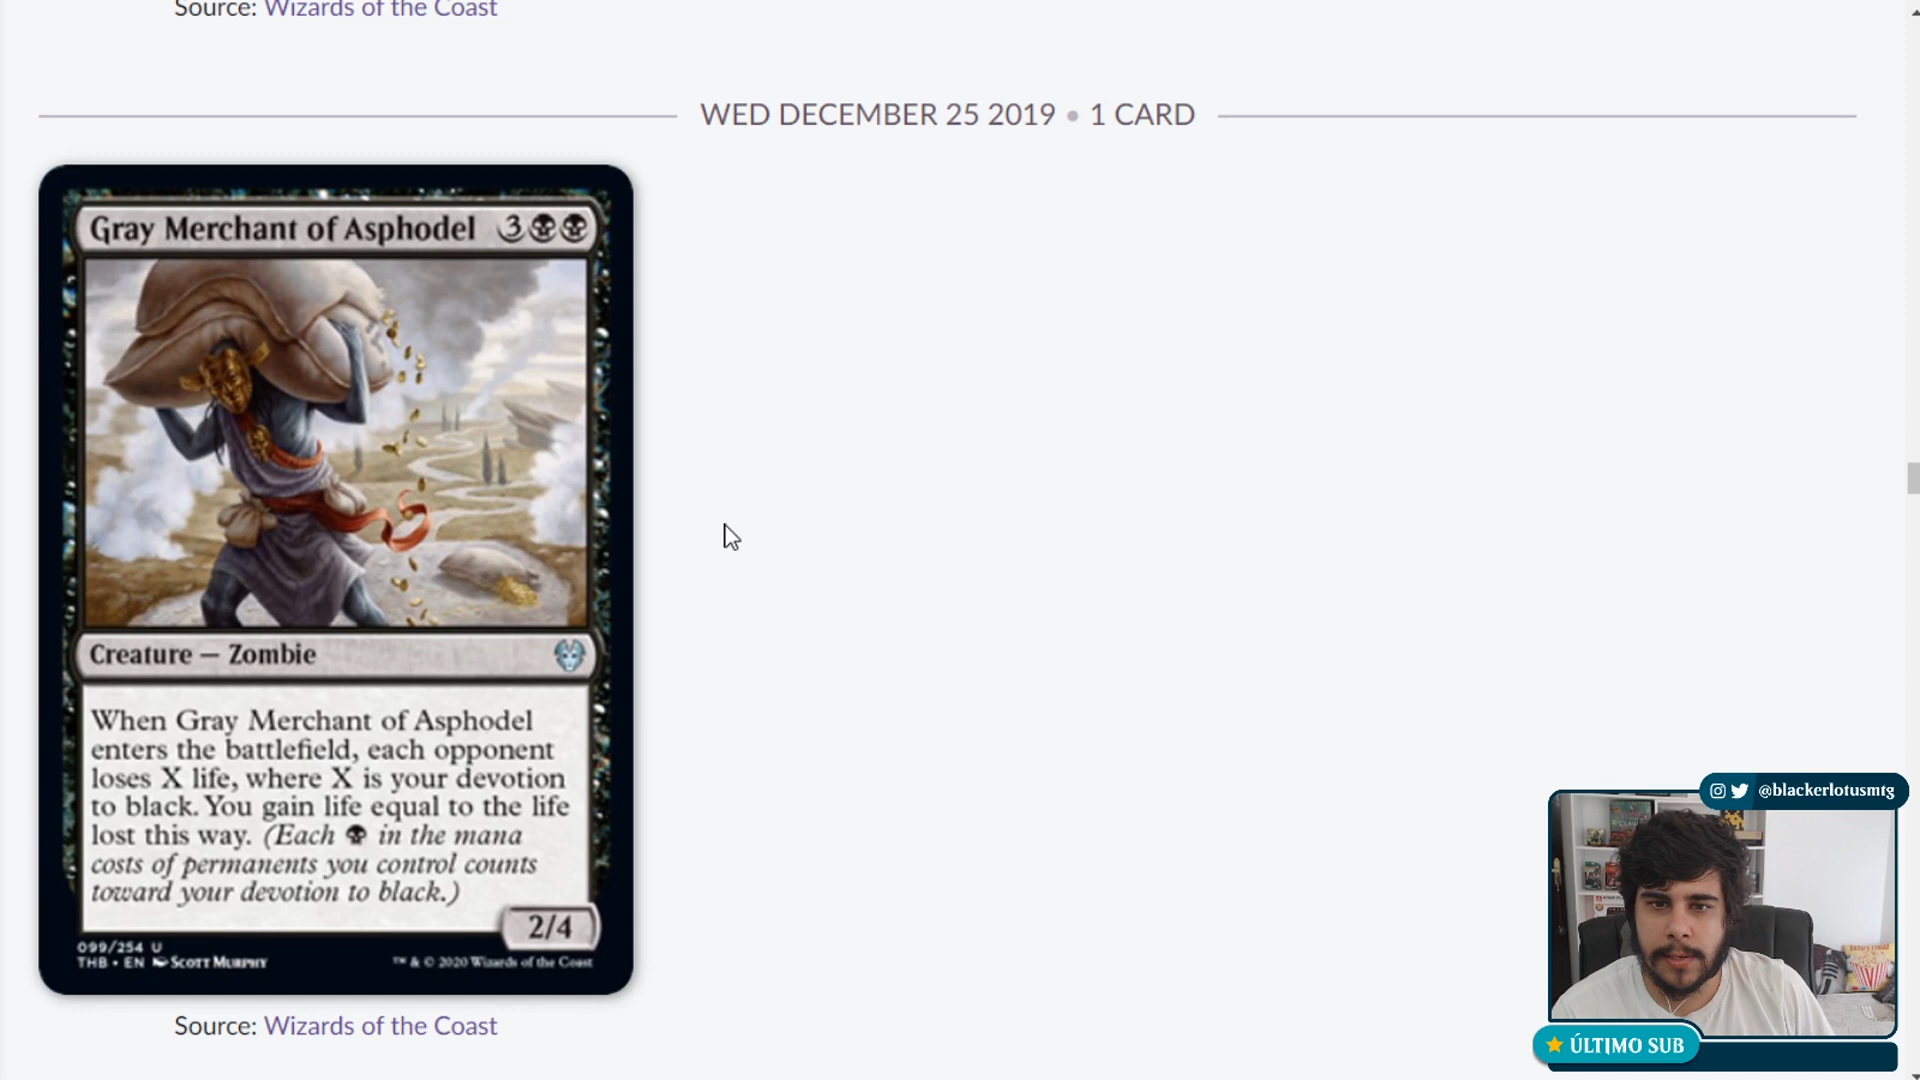 Source: Wizards of the Coast
WED DECEMBER 25 2019 • 1 CARD
Gray Merchant of Asphodel 3
Creature — Zombie
When Gray Merchant of Asphodel
enters the battlefield, each opponent
loses X life, where X is your devotion
to black. You gain life equal to the life
lost this way. (Each in the mana
costs of permanents you control counts
toward your devotion to black.)
2/4
099/254 U
THB • EN Scott Murphy
™ & © 2020 Wizards of the Coast
Source: Wizards of the Coast
@blackerlotusmtg
ÚLTIMO SUB